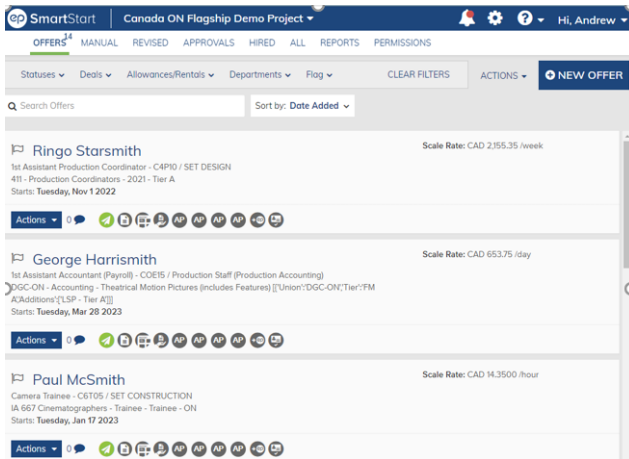 ep SmartStart Canada ON Flagship Demo Project Hi, Andrew
OFFERS 14 MANUAL REVISED APPROVALS HIRED ALL REPORTS PERMISSIONS
Statuses Deals Allowances/Rentals Departments Flag CLEAR FILTERS ACTIONS NEW OFFER
Search Offers Sort by: Date Added
Ringo Starsmith Scale Rate: CAD 2,155.35 /week
1st Assistant Production Coordinator - C4P10 / SET DESIGN
411 - Production Coordinators - 2021 - Tier A
Starts: Tuesday, Nov 1 2022
Actions 0 AP AP AP AP
George Harrismith Scale Rate: CAD 653.75 /day
1st Assistant Accountant (Payroll) - COE15 / Production Staff (Production Accounting)
DGC-ON - Accounting - Theatrical Motion Pictures (includes Features) [["Union":"DGC-ON","Tier":"FM
A","Additions":["LSP - Tier A"]]]
Starts: Tuesday, Mar 28 2023
Actions 0 AP AP AP AP
Paul McSmith Scale Rate: CAD 14.3500 /hour
Camera Trainee - C6T05 / SET CONSTRUCTION
IA 667 Cinematographers - Trainee - Trainee - ON
Starts: Tuesday, Jan 17 2023
Actions 0 AP AP AP AP